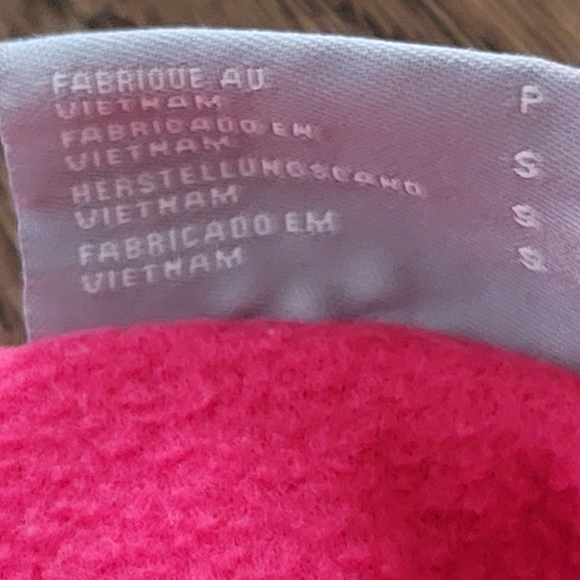 FABRIQUE AU P
VIETNAM
FABRICADO EN S
VIETNAM
HERSTELLUNGSLAND S
VIETNAM
FABRICADO EM S
VIETNAM